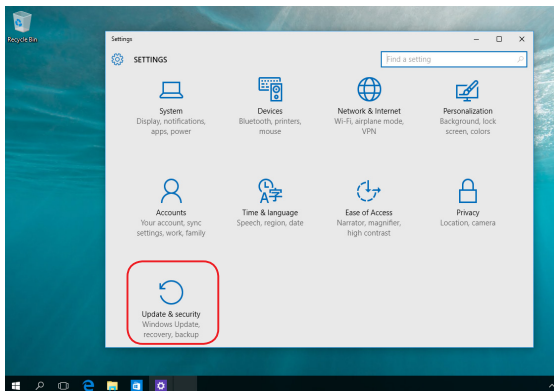 Recycle Bin
Settings
SETTINGS
Find a setting
System
Display, notifications,
apps, power
Devices
Bluetooth, printers,
mouse
Network & Internet
Wi-Fi, airplane mode,
VPN
Personalization
Background, lock
screen, colors
Accounts
Your account, sync
settings, work, family
Time & language
Speech, region, date
Ease of Access
Narrator, magnifier,
high contrast
Privacy
Location, camera
Update & security
Windows Update,
recovery, backup